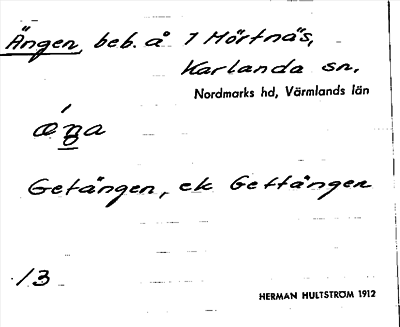 Ängen, beb. å 1 Mörtnäs,
Karlanda sn.
Nordmarks hd, Värmlands län
Getängen, ek Gettängen
13
HERMAN HULTSTRÖM 1912